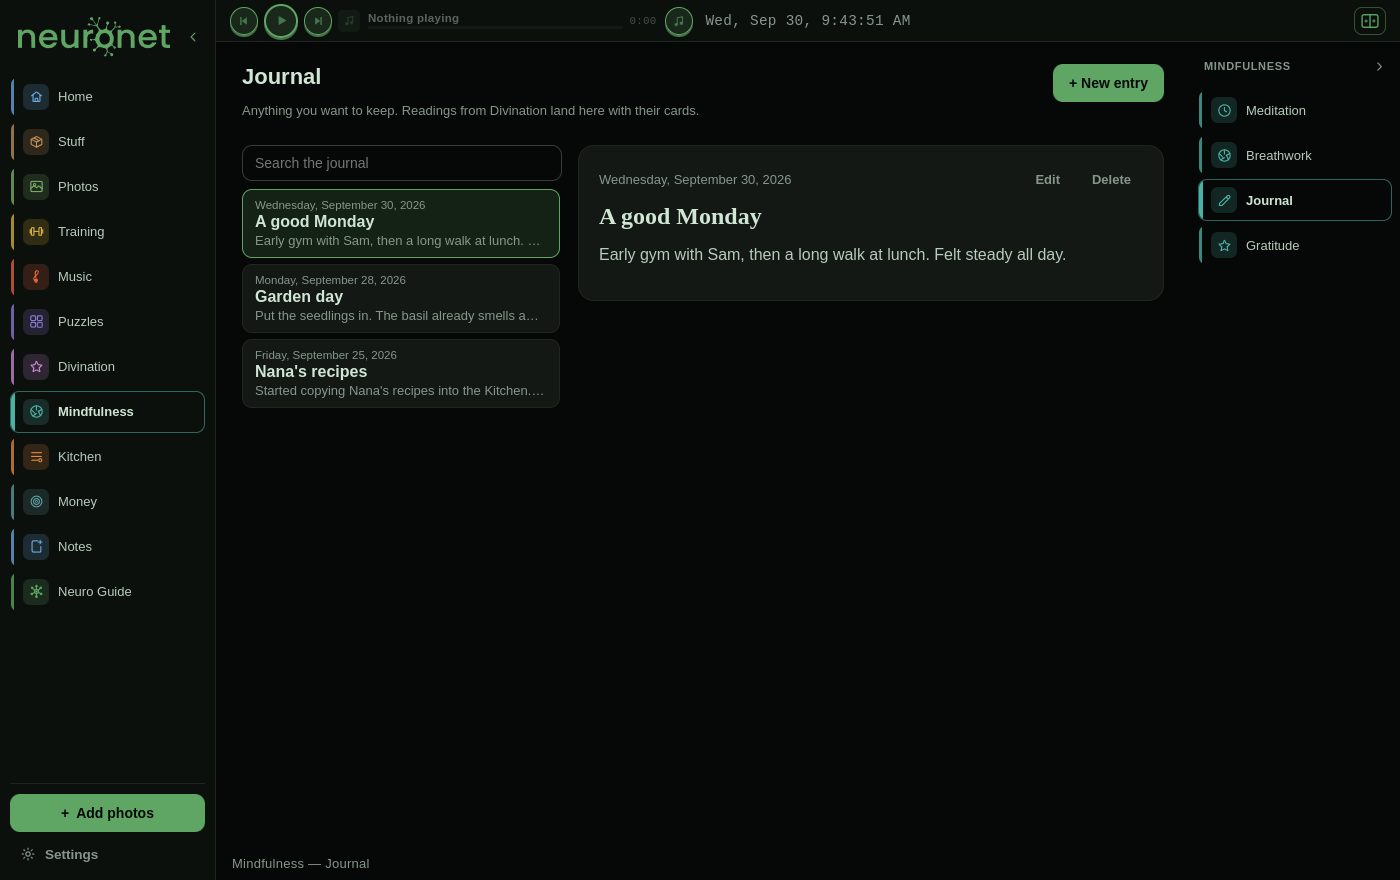 neuronet
Home
Stuff
Photos
Training
Music
Puzzles
Divination
Mindfulness
Kitchen
Money
Notes
Neuro Guide
+ Add photos
Settings
Nothing playing
0:00
Wed, Sep 30, 9:43:51 AM
Journal
Anything you want to keep. Readings from Divination land here with their cards.
+ New entry
Search the journal
Wednesday, September 30, 2026
A good Monday
Early gym with Sam, then a long walk at lunch. …
Monday, September 28, 2026
Garden day
Put the seedlings in. The basil already smells a…
Friday, September 25, 2026
Nana's recipes
Started copying Nana's recipes into the Kitchen.…
Wednesday, September 30, 2026
Edit
Delete
A good Monday
Early gym with Sam, then a long walk at lunch. Felt steady all day.
MINDFULNESS
Meditation
Breathwork
Journal
Gratitude
Mindfulness — Journal